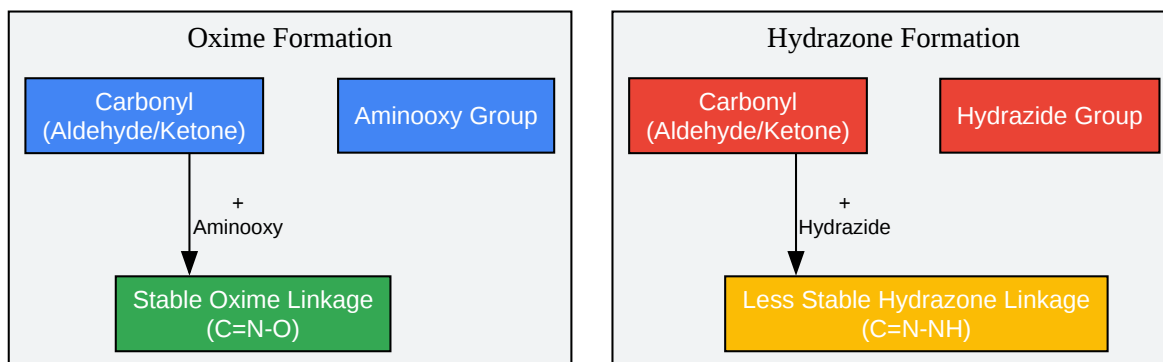 Oxime Formation
Carbonyl
(Aldehyde/Ketone)
Aminooxy Group
+
Aminooxy
Stable Oxime Linkage
(C=N-O)
Hydrazone Formation
Carbonyl
(Aldehyde/Ketone)
Hydrazide Group
+
Hydrazide
Less Stable Hydrazone Linkage
(C=N-NH)